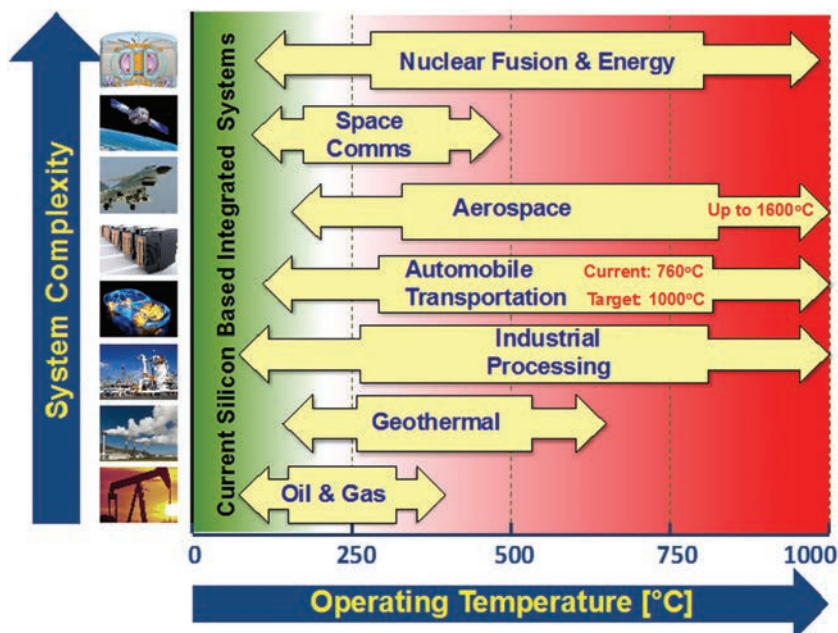 System Complexity
Current Silicon Based Integrated Systems
Nuclear Fusion & Energy
Space
Comms
Aerospace
Up to 1600°C
Automobile
Transportation
Current: 760°C
Target: 1000°C
Industrial
Processing
Geothermal
Oil & Gas
0 250 500 750 1000
Operating Temperature [°C]